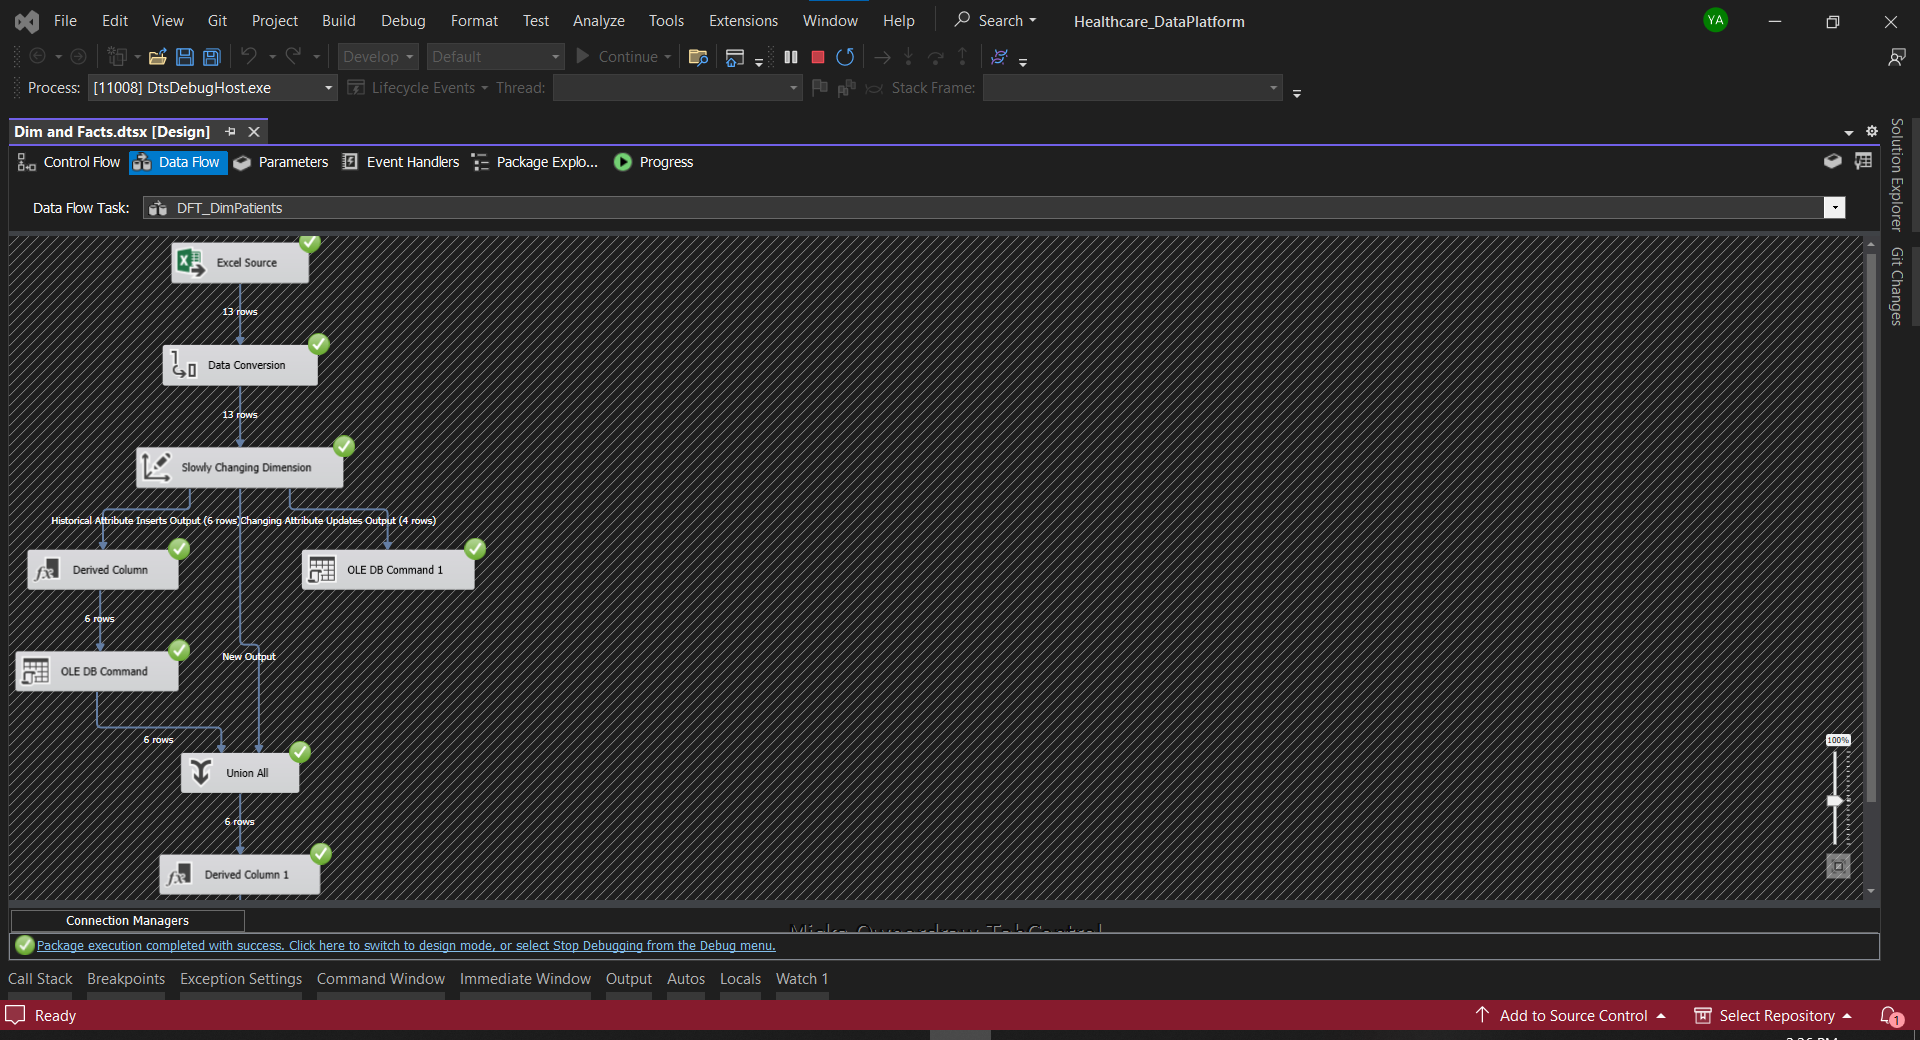 File Edit View Git Project Build Debug Format Test Analyze Tools Extensions Window Help Search Healthcare_DataPlatform YA
Develop Default Continue
Process: [11008] DtsDebugHost.exe Lifecycle Events Thread: Stack Frame:
Dim and Facts.dtsx [Design]
Control Flow Data Flow Parameters Event Handlers Package Explo... Progress
Data Flow Task: DFT_DimPatients
Solution Explorer
Git Changes
Excel Source
13 rows
Data Conversion
13 rows
Slowly Changing Dimension
Historical Attribute Inserts Output (6 rows) Changing Attribute Updates Output (4 rows)
Derived Column OLE DB Command 1
6 rows
New Output
OLE DB Command
6 rows
100%
Union All
6 rows
Derived Column 1
Connection Managers
Package execution completed with success. Click here to switch to design mode, or select Stop Debugging from the Debug menu.
Call Stack Breakpoints Exception Settings Command Window Immediate Window Output Autos Locals Watch 1
Ready Add to Source Control Select Repository 1